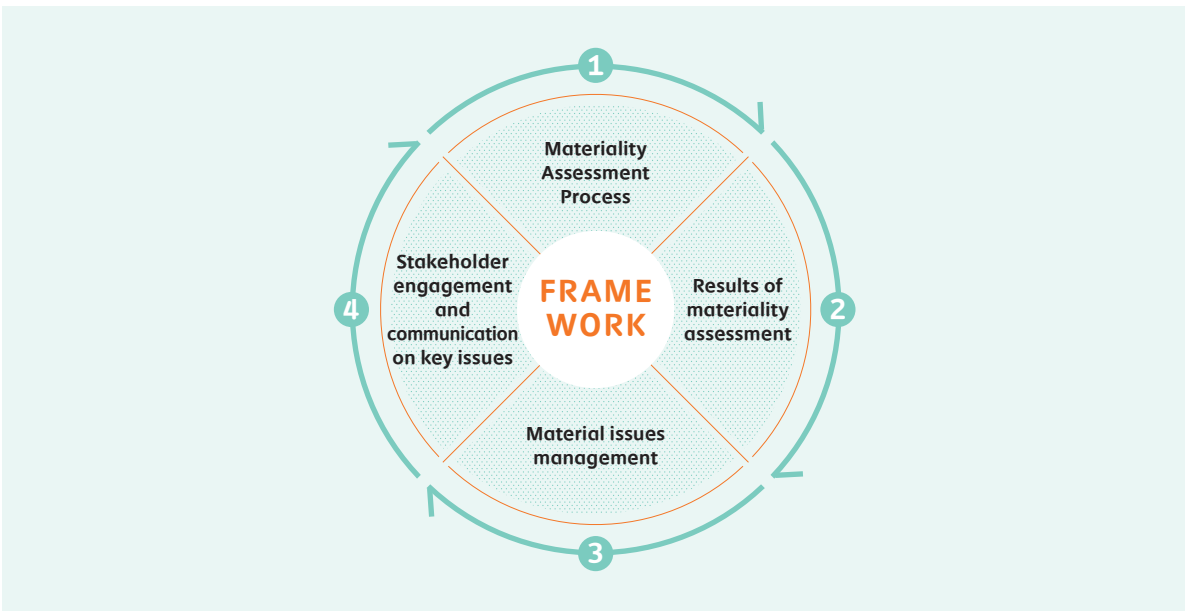 1
Materiality
Assessment
Process
2
Results of
materiality
assessment
3
Material issues
management
4
Stakeholder
engagement
and
communication
on key issues
FRAME
WORK